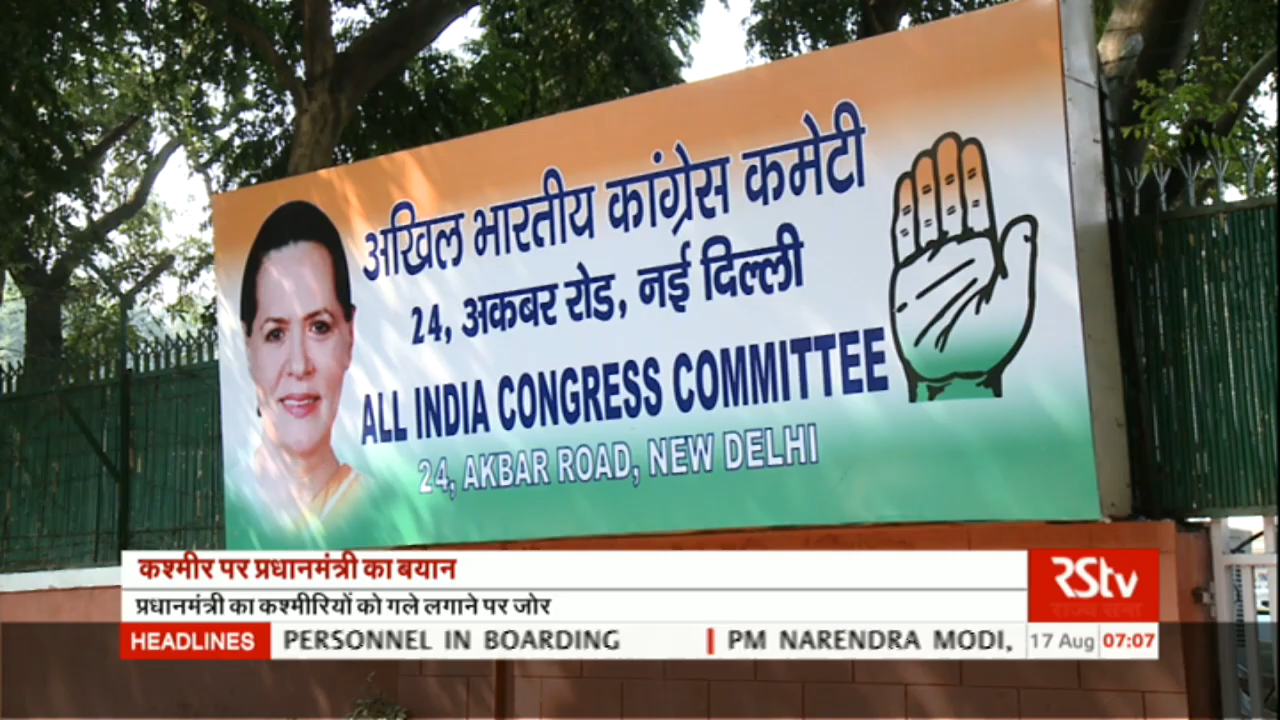 अखिल भारतीय कांग्रेस कमेटी
24, अकबर रोड, नई दिल्ली
ALL INDIA CONGRESS COMMITTEE
24, AKBAR ROAD, NEW DELHI
कश्मीर पर प्रधानमंत्री का बयान
प्रधानमंत्री का कश्मीरियों को गले लगाने पर जोर
RStv
राज्य सभा
HEADLINES PERSONNEL IN BOARDING | PM NARENDRA MODI, 17 Aug 07:07